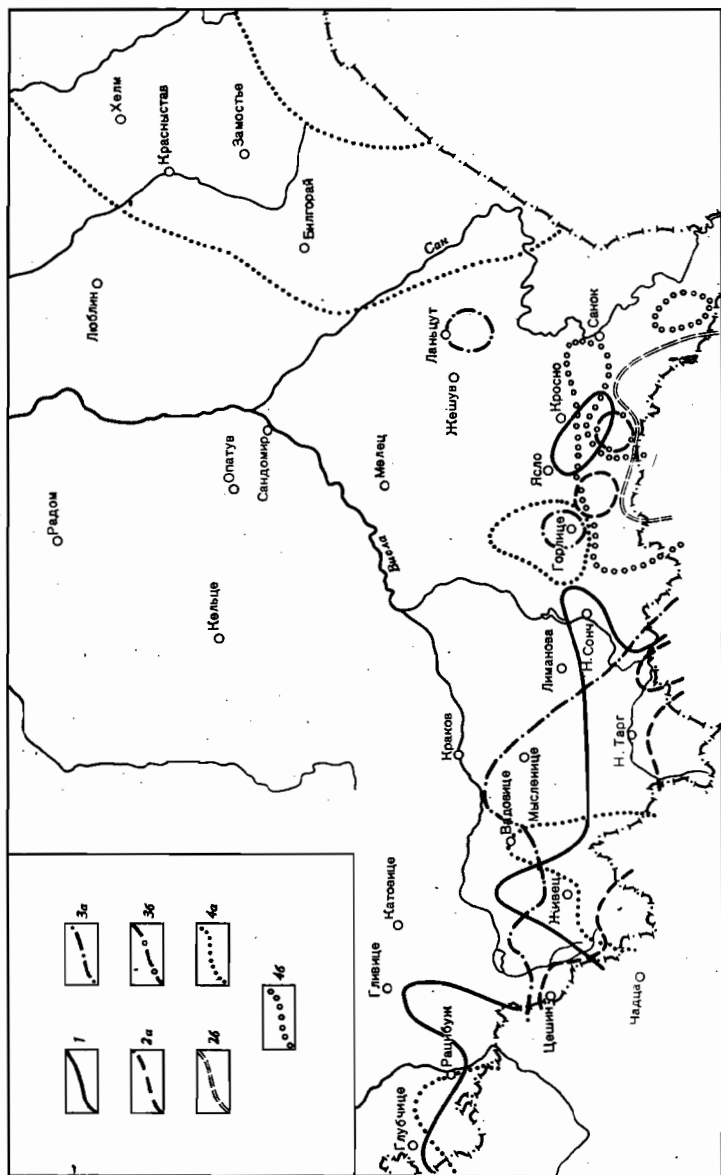 1
2а
2б
3а
3б
4а
4б
Хелм
Красныстав
Замостье
Билгорай
Люблин
Сан
Радом
Опатув
Сандомир
Кельце
Мелец
Висла
Ланьцут
Жешув
Санок
Кросно
Ясло
Горлице
Лиманова
Н. Сонч
Краков
Н. Тарг
Мысленице
Вадовице
Живец
Катовице
Гливице
Рацибуж
Глубчице
Цешин
Чадца